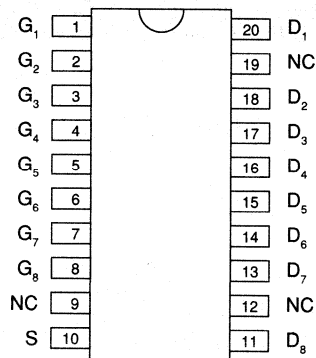 G₁ 1 20 D₁
G₂ 2 19 NC
G₃ 3 18 D₂
G₄ 4 17 D₃
G₅ 5 16 D₄
G₆ 6 15 D₅
G₇ 7 14 D₆
G₈ 8 13 D₇
NC 9 12 NC
S 10 11 D₈